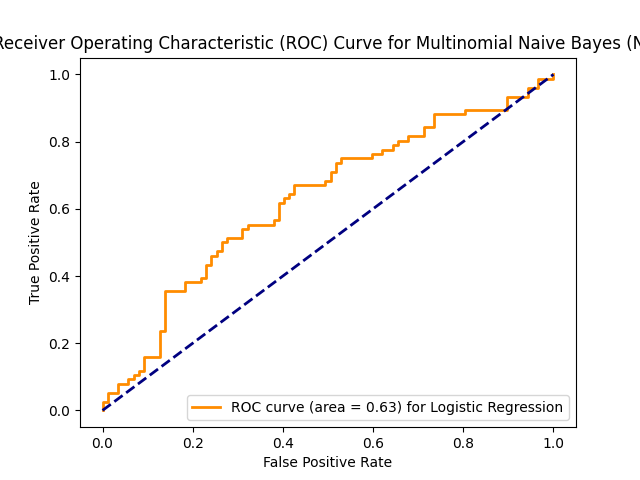 Receiver Operating Characteristic (ROC) Curve for Multinomial Naive Bayes (N
1.0
0.8
0.6
0.4
0.2
0.0
True Positive Rate
ROC curve (area = 0.63) for Logistic Regression
0.0 0.2 0.4 0.6 0.8 1.0
False Positive Rate